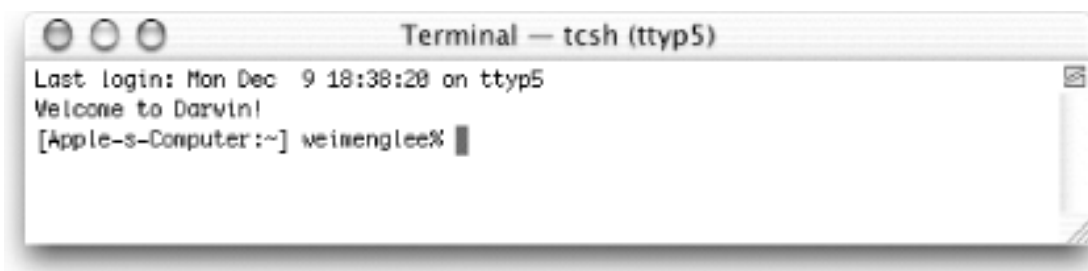 Terminal — tcsh (ttyp5)
Last login: Mon Dec  9 18:38:20 on ttyp5
Welcome to Darwin!
[Apple-s-Computer:~] weimenglee%